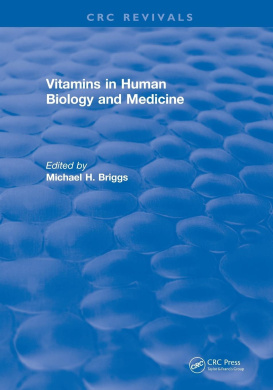 CRC REVIVALS
Vitamins in Human
Biology and Medicine
Edited by
Michael H. Briggs
CRC Press
Taylor & Francis Group